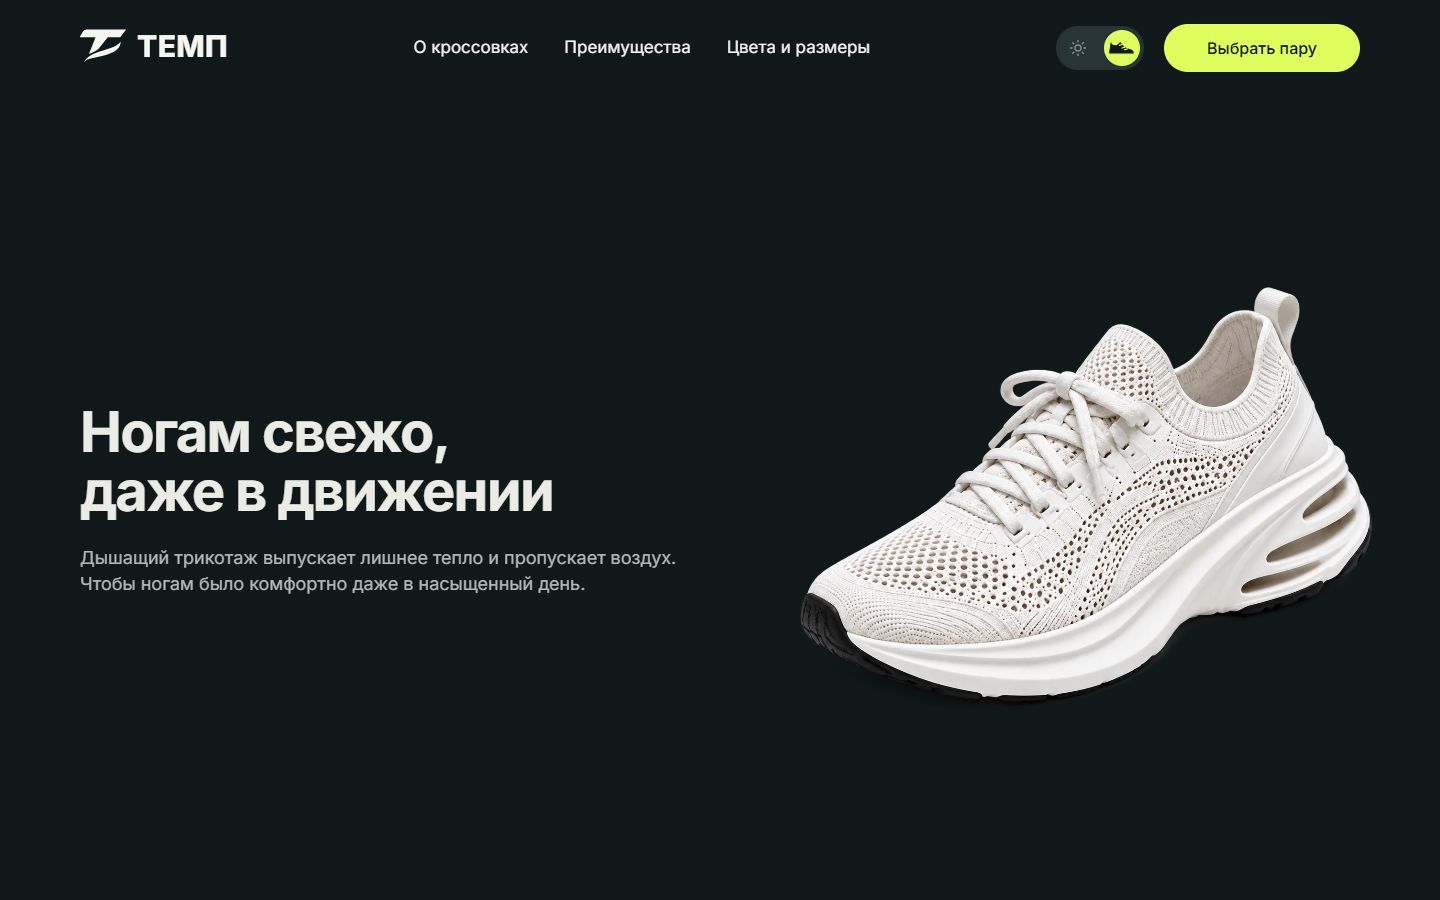 ТЕМП
О кроссовках
Преимущества
Цвета и размеры
Выбрать пару
Ногам свежо,
даже в движении
Дышащий трикотаж выпускает лишнее тепло и пропускает воздух.
Чтобы ногам было комфортно даже в насыщенный день.